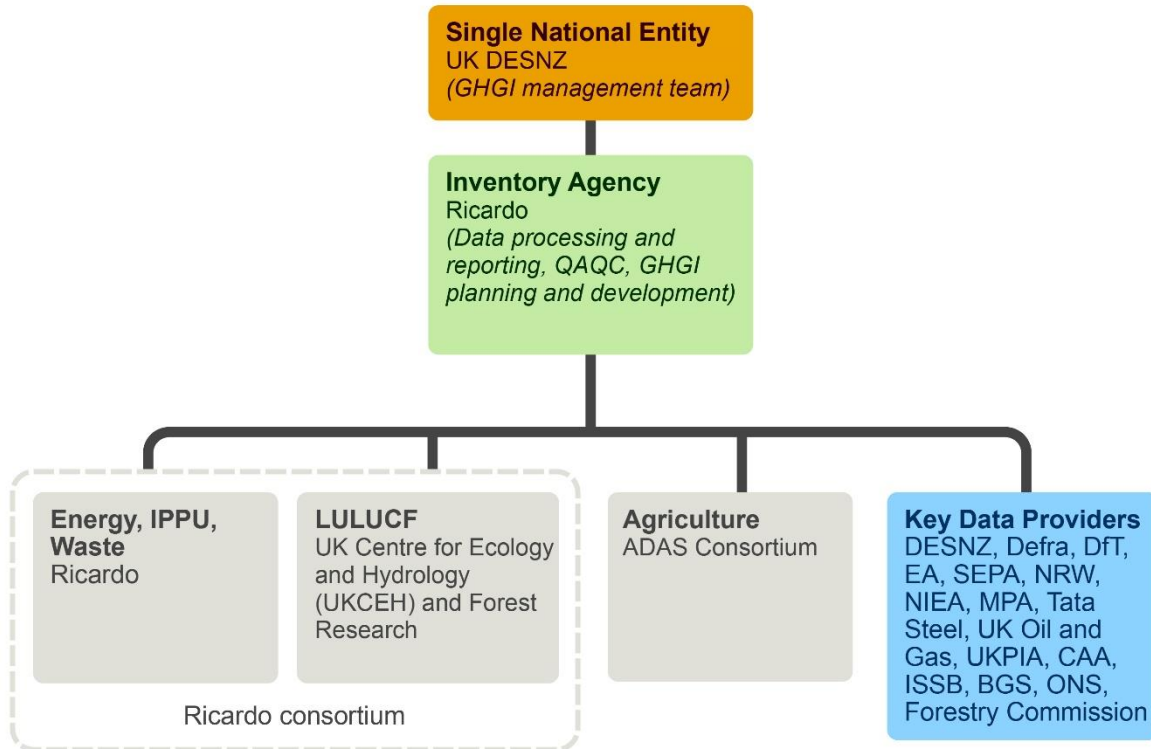 Single National Entity
UK DESNZ
(GHGI management team)
Inventory Agency
Ricardo
(Data processing and
reporting, QAQC, GHGI
planning and development)
Energy, IPPU,
Waste
Ricardo
LULUCF
UK Centre for Ecology
and Hydrology
(UKCEH) and Forest
Research
Ricardo consortium
Agriculture
ADAS Consortium
Key Data Providers
DESNZ, Defra, DfT,
EA, SEPA, NRW,
NIEA, MPA, Tata
Steel, UK Oil and
Gas, UKPIA, CAA,
ISSB, BGS, ONS,
Forestry Commission